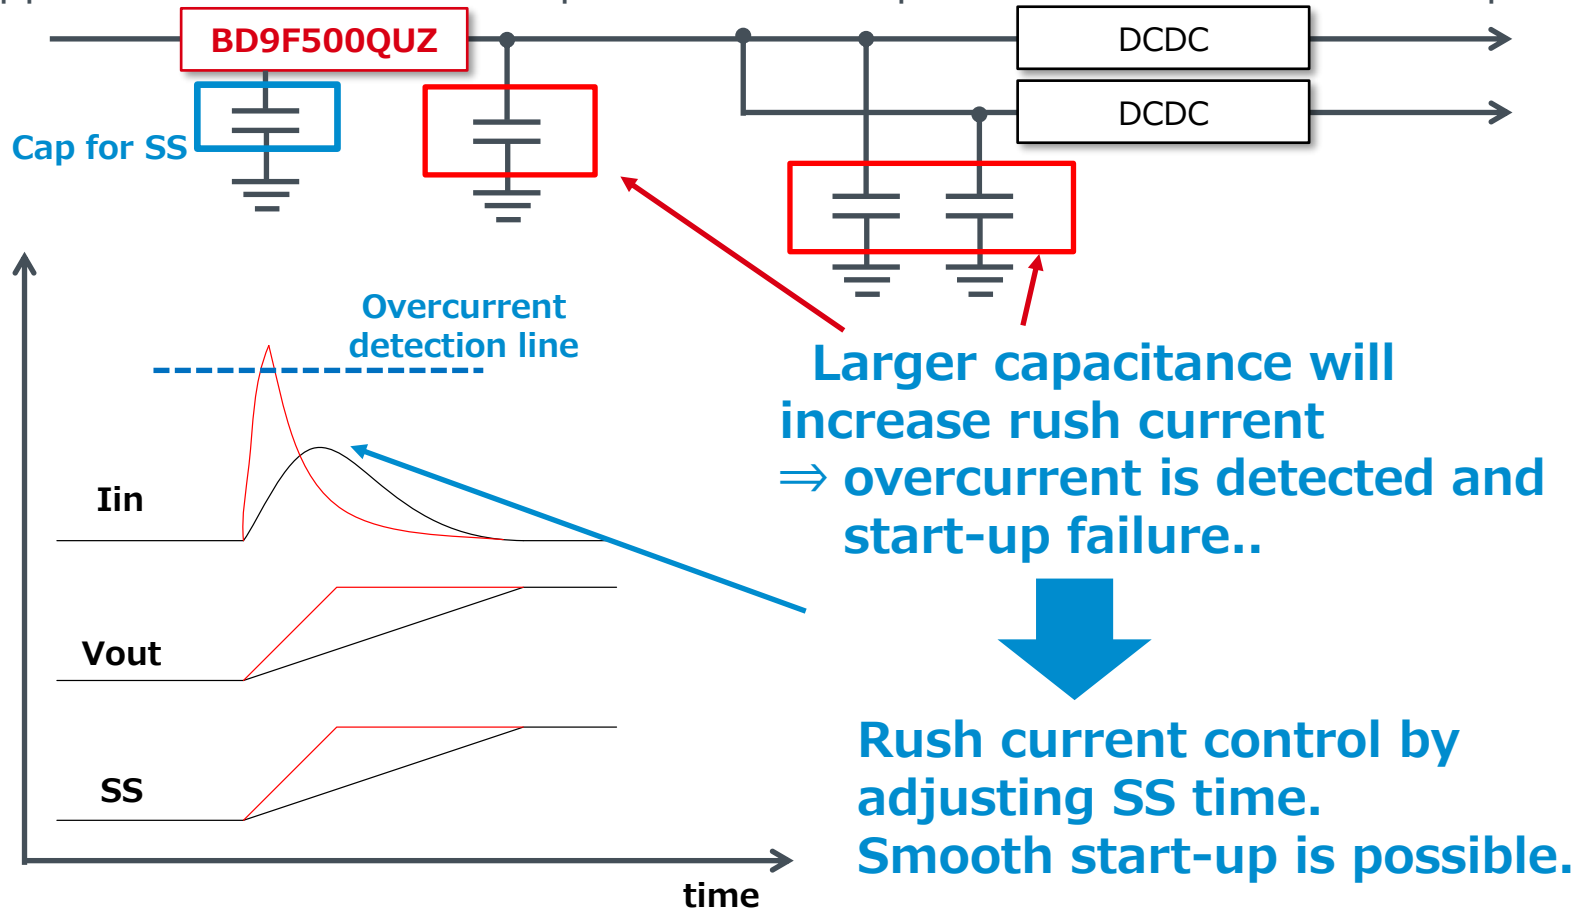 BD9F500QUZ
DCDC
DCDC
Cap for SS
Overcurrent
detection line
Larger capacitance will
increase rush current
⇒ overcurrent is detected and
start-up failure..
Iin
Vout
SS
Rush current control by
adjusting SS time.
Smooth start-up is possible.
time